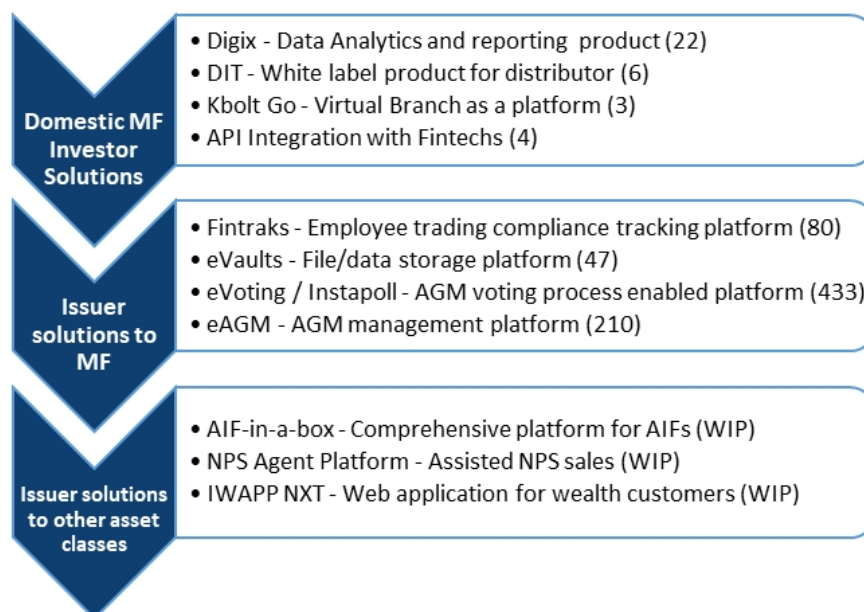 Domestic MF
Investor
Solutions
• Digix - Data Analytics and reporting product (22)
• DIT - White label product for distributor (6)
• Kbolt Go - Virtual Branch as a platform (3)
• API Integration with Fintechs (4)
Issuer
solutions to
MF
• Fintraks - Employee trading compliance tracking platform (80)
• eVaults - File/data storage platform (47)
• eVoting / Instapoll - AGM voting process enabled platform (433)
• eAGM - AGM management platform (210)
Issuer solutions
to other asset
classes
• AIF-in-a-box - Comprehensive platform for AIFs (WIP)
• NPS Agent Platform - Assisted NPS sales (WIP)
• IWAPP NXT - Web application for wealth customers (WIP)